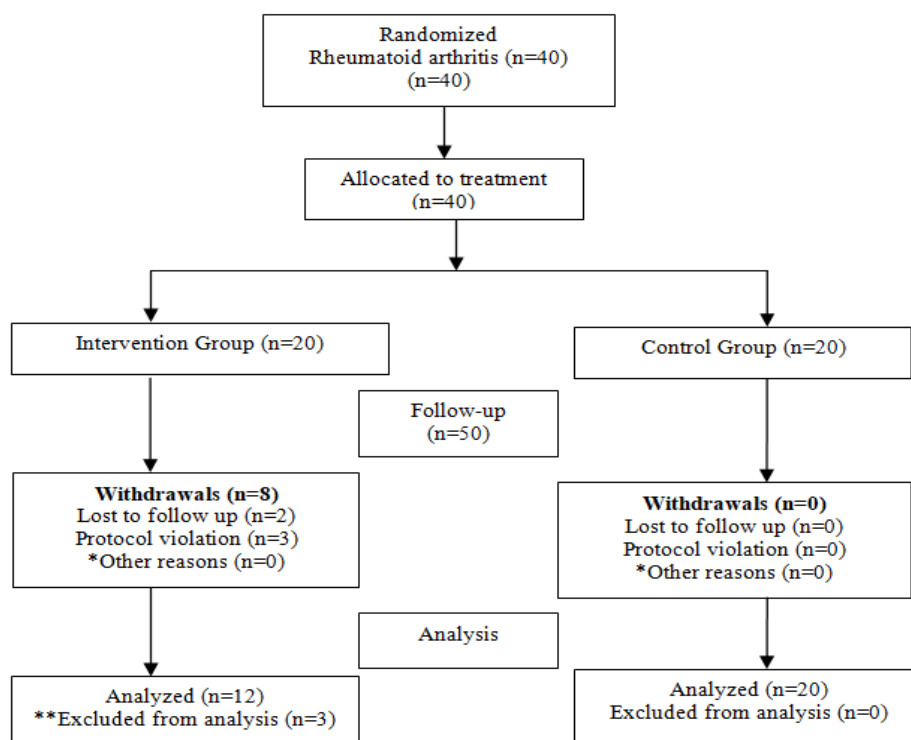 Randomized
Rheumatoid arthritis (n=40)
(n=40)
Allocated to treatment
(n=40)
Intervention Group (n=20)
Control Group (n=20)
Follow-up
(n=50)
Withdrawals (n=8)
Lost to follow up (n=2)
Protocol violation (n=3)
*Other reasons (n=0)
Withdrawals (n=0)
Lost to follow up (n=0)
Protocol violation (n=0)
*Other reasons (n=0)
Analysis
Analyzed (n=12)
**Excluded from analysis (n=3)
Analyzed (n=20)
Excluded from analysis (n=0)